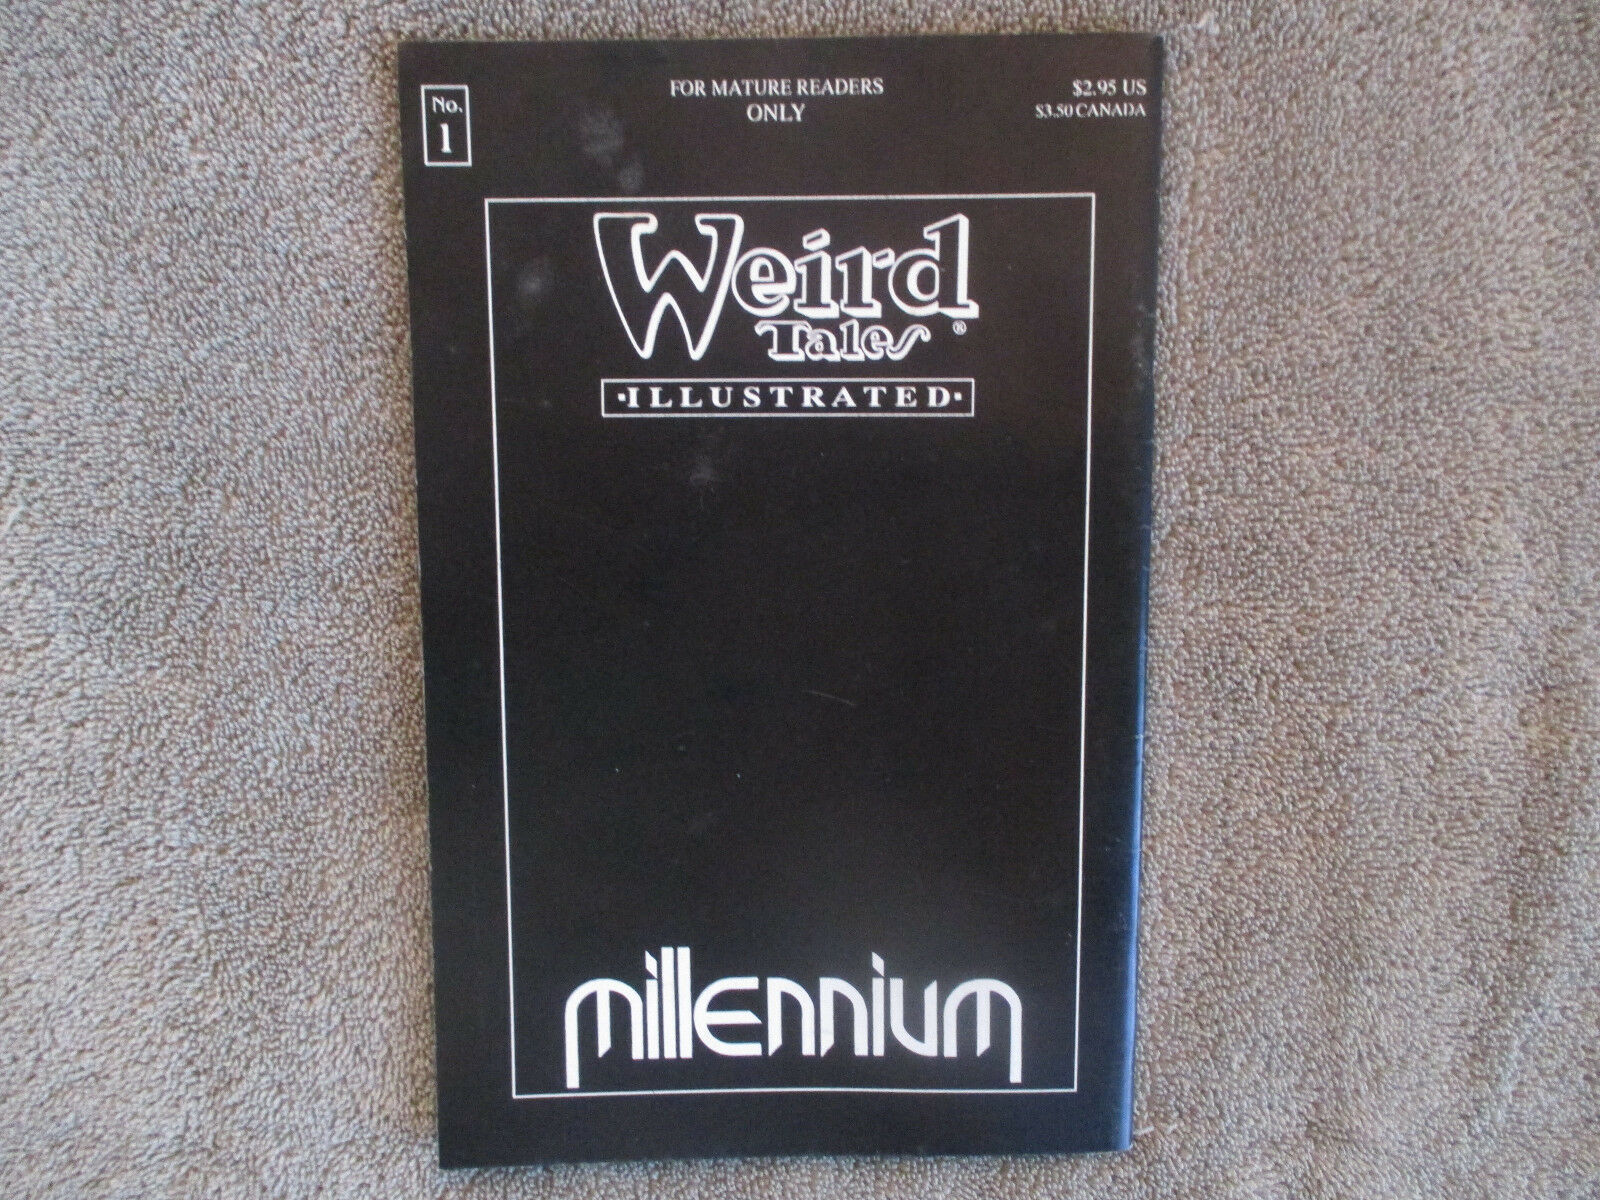 No.
1
FOR MATURE READERS
ONLY
$2.95 US
$3.50 CANADA
Weird
Tales ®
·ILLUSTRATED·
millennium